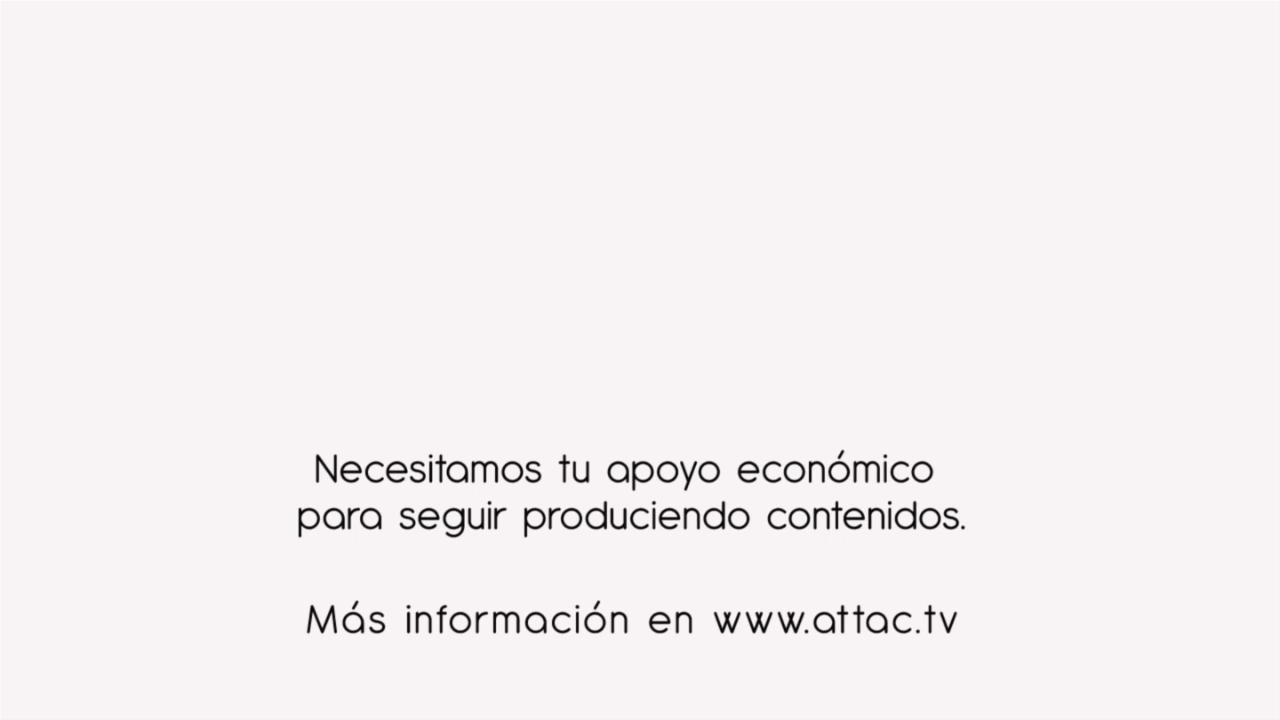 Necesitamos tu apoyo económico
para seguir produciendo contenidos.
Más información en www.attac.tv